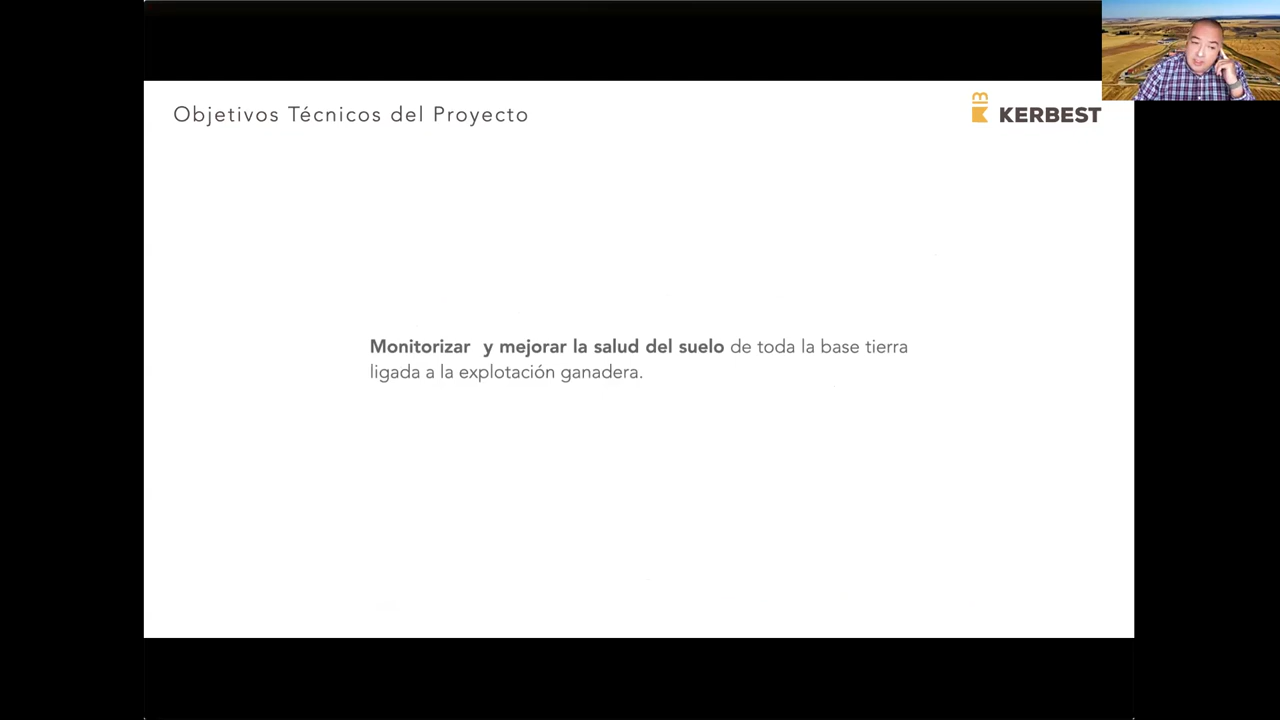 Objetivos Técnicos del Proyecto
KERBEST
Monitorizar y mejorar la salud del suelo de toda la base tierra
ligada a la explotación ganadera.